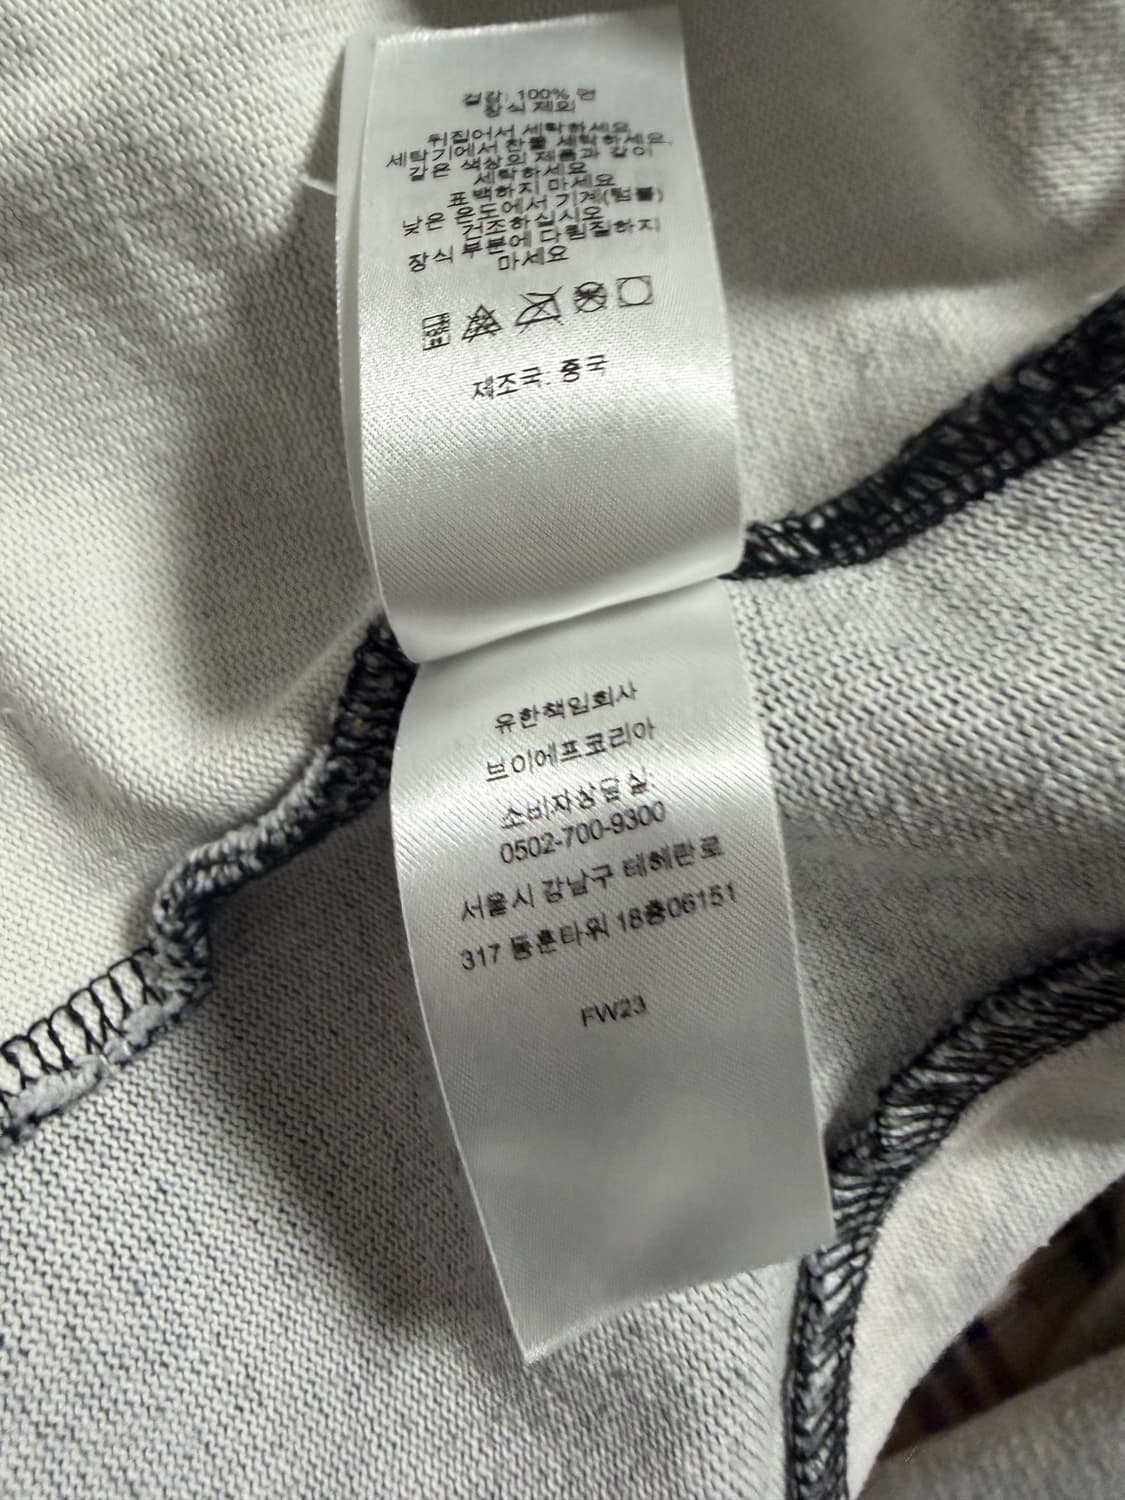 겉감: 100% 면
장식 제외
뒤집어서 세탁하세요
세탁기에서 찬물 세탁하세요.
같은 색상의 제품과 같이
세탁하세요
표백하지 마세요
낮은 온도에서 기계(텀블)
건조하십시오
장식 부분에 다림질하지
마세요
제조국: 중국
유한책임회사
브이에프코리아
소비자상담실:
0502-700-9300
서울시 강남구 테헤란로
317 동훈타워 18층06151
FW23